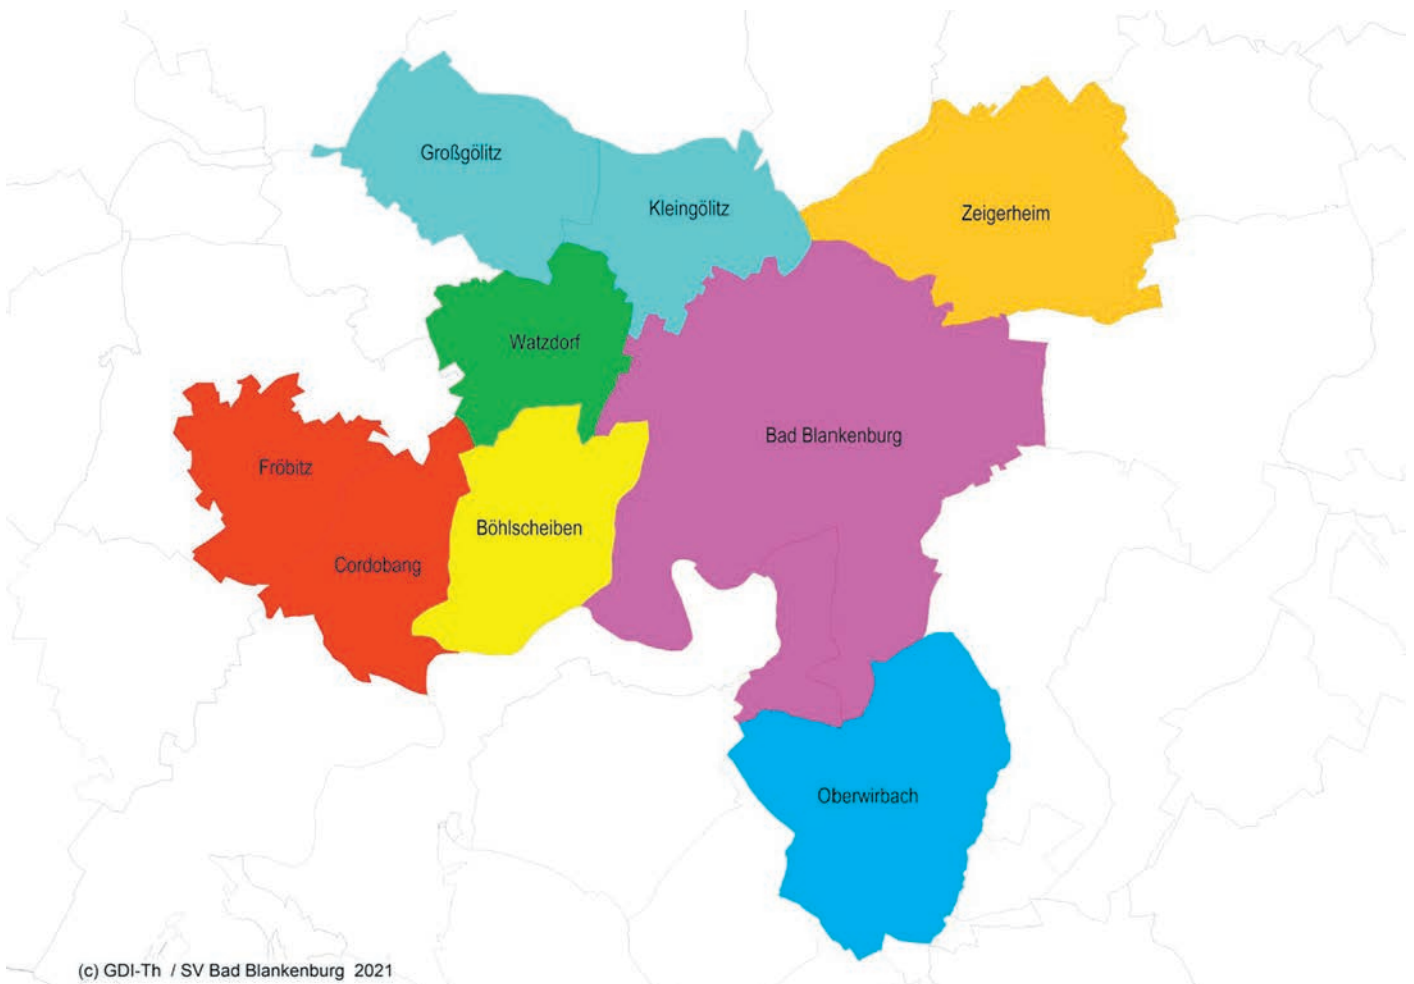 Großgölitz
Kleingölitz
Zeigerheim
Watzdorf
Bad Blankenburg
Fröbitz
Böhlscheiben
Cordobang
Oberwirbach
(c) GDI-Th / SV Bad Blankenburg 2021